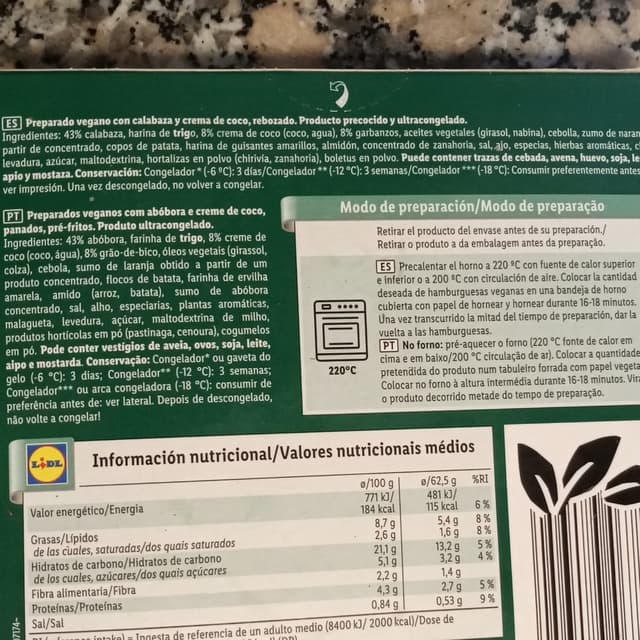 ES Preparado vegano con calabaza y crema de coco, rebozado. Producto precocido y ultracongelado.
Ingredientes: 43% calabaza, harina de trigo, 8% crema de coco (coco, agua), 8% garbanzos, aceites vegetales (girasol, nabina), cebolla, zumo de naran
partir de concentrado, copos de patata, harina de guisantes amarillos, almidón, concentrado de zanahoria, sal, ajo, especias, hierbas aromáticas, c
levadura, azúcar, maltodextrina, hortalizas en polvo (chirivía, zanahoria), boletus en polvo. Puede contener trazas de cebada, avena, huevo, soja, le
apio y mostaza. Conservación: Congelador * (-6 ºC): 3 días/Congelador ** (-12 ºC): 3 semanas/Congelador *** (-18 ºC): Consumir preferentemente antes
ver impresión. Una vez descongelado, no volver a congelar.
PT Preparados veganos com abóbora e creme de coco,
panados, pré-fritos. Produto ultracongelado.
Ingredientes: 43% abóbora, farinha de trigo, 8% creme de
coco (coco, água), 8% grão-de-bico, óleos vegetais (girassol,
colza), cebola, sumo de laranja obtido a partir de um
produto concentrado, flocos de batata, farinha de ervilha
amarela, amido (arroz, batata), sumo de abóbora
concentrado, sal, alho, especiarias, plantas aromáticas,
malagueta, levedura, açúcar, maltodextrina de milho,
produtos hortícolas em pó (pastinaga, cenoura), cogumelos
em pó. Pode conter vestígios de aveia, ovos, soja, leite,
aipo e mostarda. Conservação: Congelador* ou gaveta do
gelo (-6 °C): 3 dias; Congelador** (-12 °C): 3 semanas;
Congelador*** ou arca congeladora (-18 °C): consumir de
preferência antes de: ver lateral. Depois de descongelado,
não volte a congelar!
Modo de preparación/Modo de preparação
Retirar el producto del envase antes de su preparación./
Retirar o produto a da embalagem antes da preparação.
ES Precalentar el horno a 220 ºC con fuente de calor superior
e inferior o a 200 ºC con circulación de aire. Colocar la cantidad
deseada de hamburguesas veganas en una bandeja de horno
cubierta con papel de hornear y hornear durante 16-18 minutos.
Una vez transcurrido la mitad del tiempo de preparación, dar la
vuelta a las hamburguesas.
PT No forno: pré-aquecer o forno (220 °C fonte de calor em
cima e em baixo/200 °C circulação de ar). Colocar a quantidade
pretendida do produto num tabuleiro forrado com papel vegeta
Colocar no forno à altura intermédia durante 16-18 minutos. Vira
o produto decorrido metade do tempo de preparação.
220°C
LIDL
Información nutricional/Valores nutricionais médios
ø/100 g ø/62,5 g %RI
Valor energético/Energia 771 kJ/ 184 kcal 481 kJ/ 115 kcal 6 %
Grasas/Lípidos 8,7 g 5,4 g 8 %
de las cuales, saturadas/dos quais saturados 2,6 g 1,6 g 8 %
Hidratos de carbono/Hidratos de carbono 21,1 g 13,2 g 5 %
de los cuales, azúcares/dos quais açúcares 5,1 g 3,2 g 4 %
Fibra alimentaria/Fibra 2,2 g 1,4 g
Proteínas/Proteínas 4,3 g 2,7 g 5 %
Sal/Sal 0,84 g 0,53 g 9 %
intake) = Ingesta de referencia de un adulto medio (8400 kJ/ 2000 kcal)/Dose de